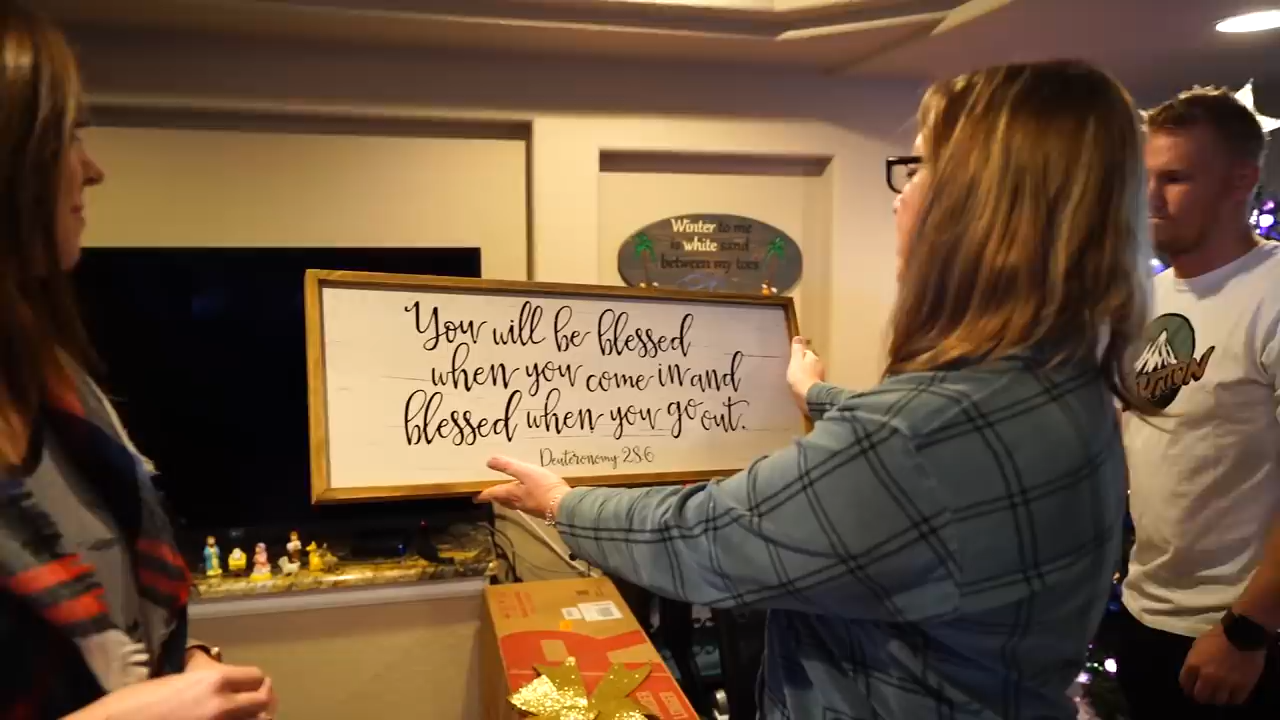 Winter to me
is white sand
between my toes
You will be blessed
when you come in and
blessed when you go out.
Deuteronomy 28:6